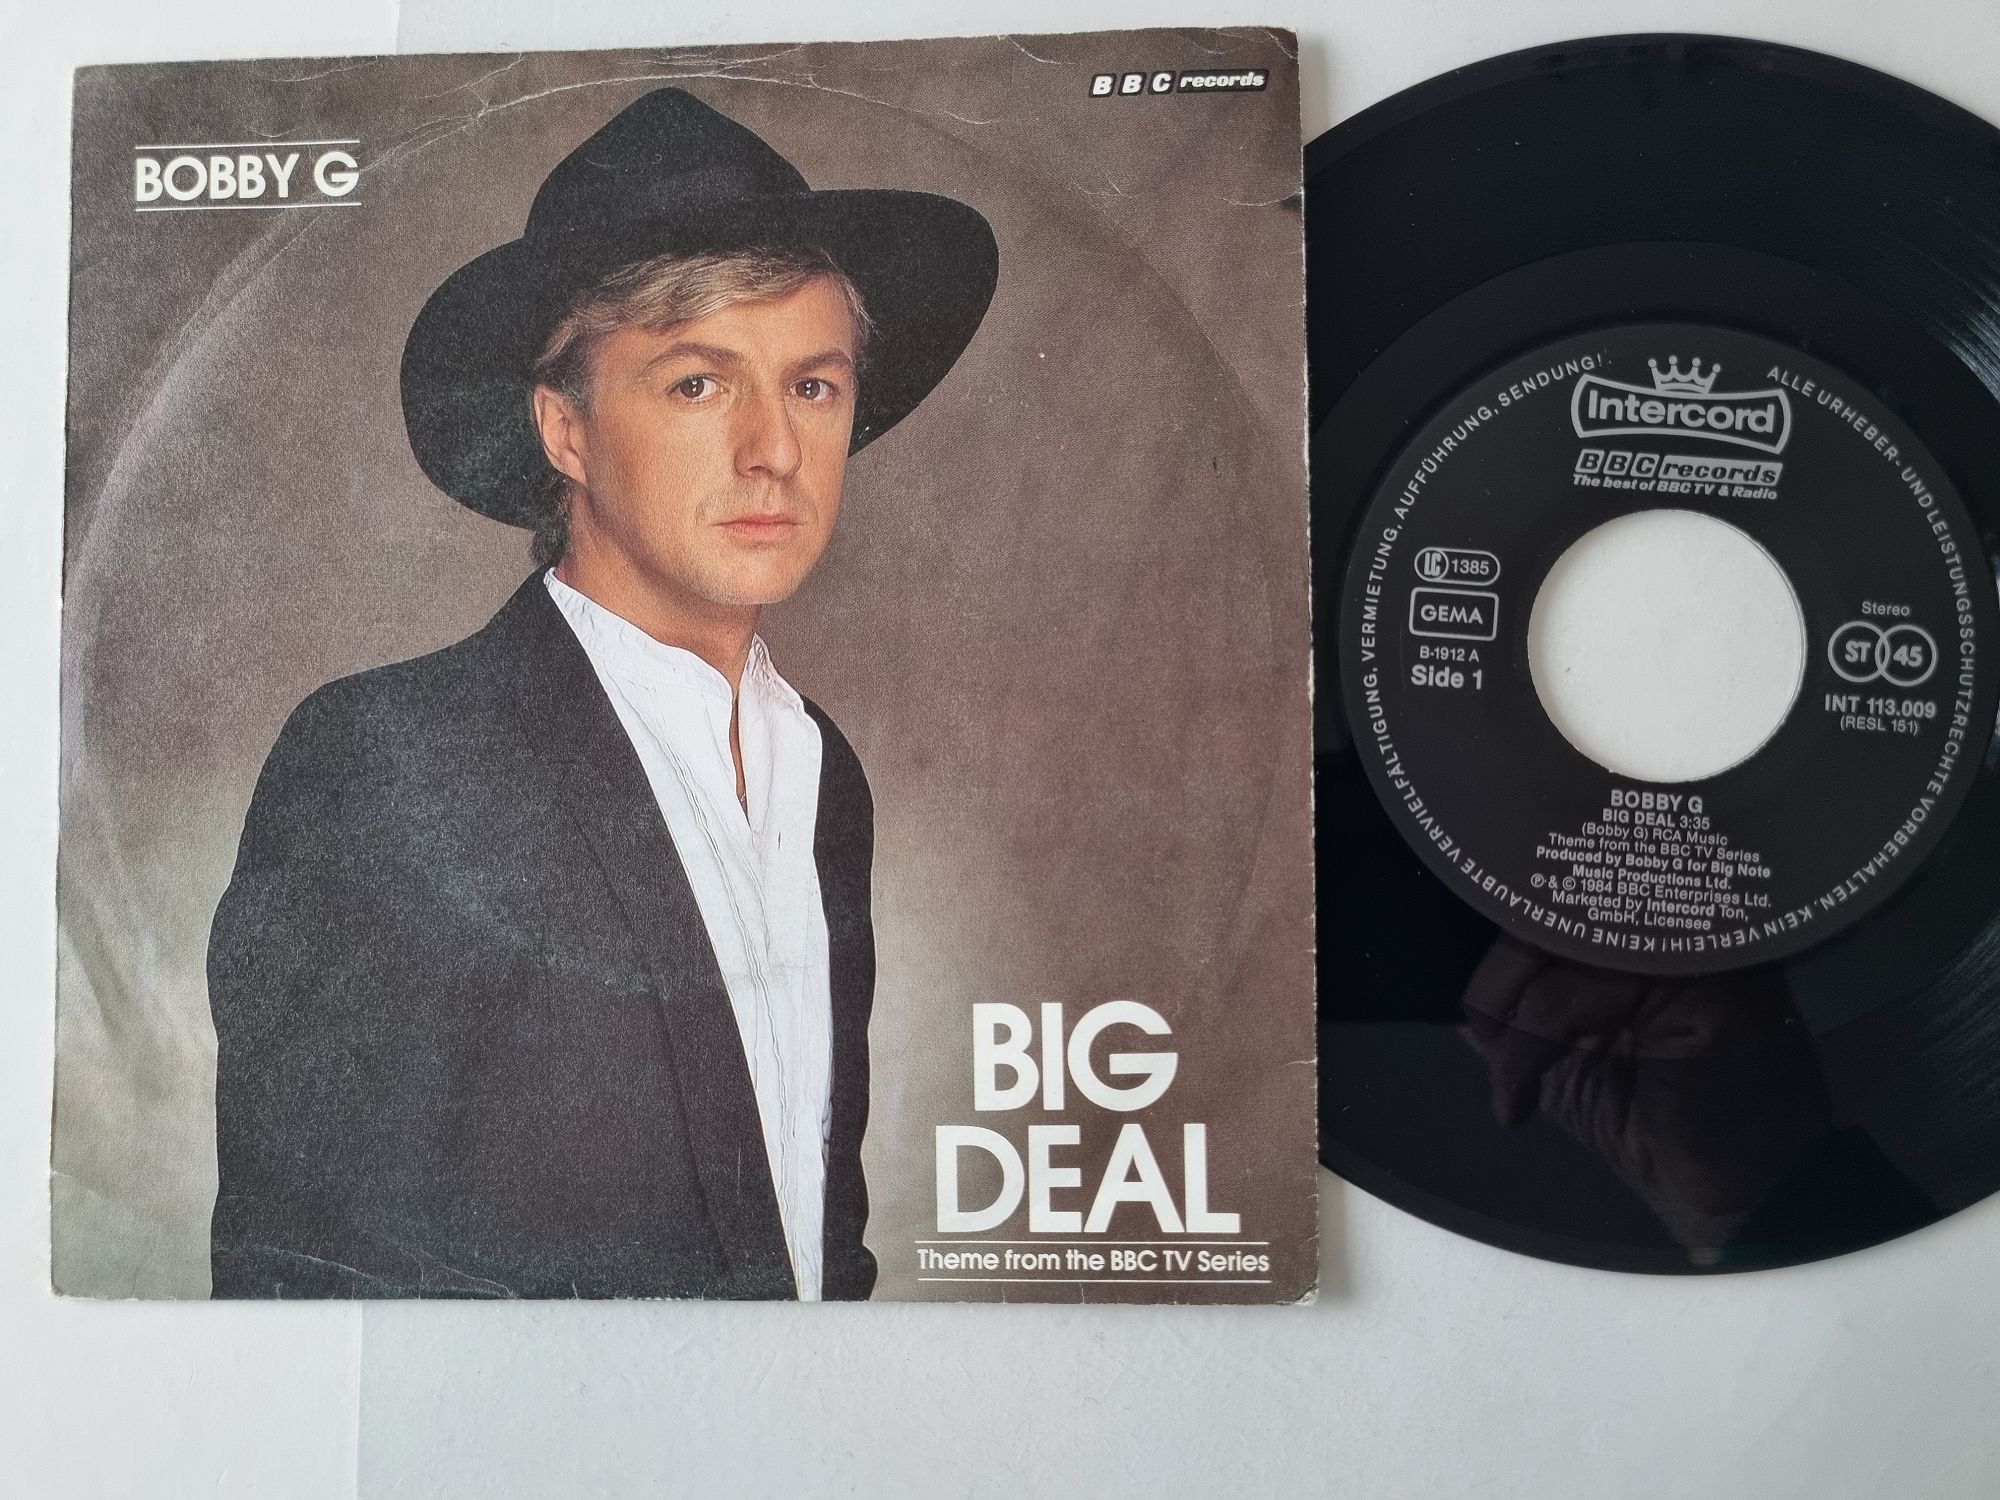 BOBBY G
BBC records
BIG
DEAL
Theme from the BBC TV Series
ALLE URHEBER- UND LEISTUNGSSCHUTZRECHTE VORBEHALTEN. KEIN VERLEIH! KEINE UNERLAUBTE VERVIELFÄLTIGUNG, VERMIETUNG, AUFFÜHRUNG, SENDUNG!
Intercord
BBC records
The best of BBC TV & Radio
LC 1385
GEMA
B-1912 A
Side 1
Stereo
ST 45
INT 113.009
(RESL 151)
BOBBY G
BIG DEAL 3:35
(Bobby G) RCA Music
Theme from the BBC TV Series
Produced by Bobby G for Big Note
Music Productions Ltd.
℗ & © 1984 BBC Enterprises Ltd.
Marketed by Intercord Ton,
GmbH, Licensee